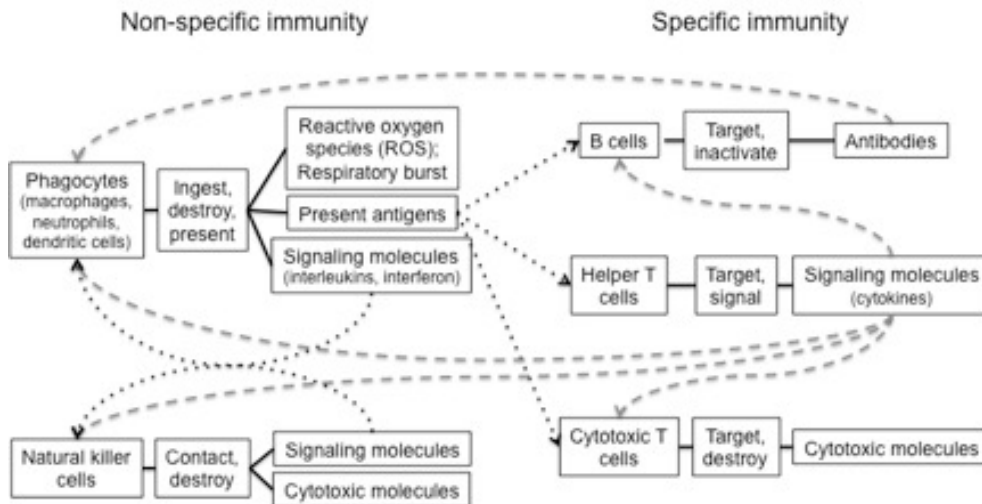 Non-specific immunity
Specific immunity
Phagocytes
(macrophages,
neutrophils,
dendritic cells)
Ingest,
destroy,
present
Reactive oxygen
species (ROS);
Respiratory burst
Present antigens
Signaling molecules
(interleukins, interferon)
Natural killer
cells
Contact,
destroy
Signaling molecules
Cytotoxic molecules
B cells
Target,
inactivate
Antibodies
Helper T
cells
Target,
signal
Signaling molecules
(cytokines)
Cytotoxic T
cells
Target,
destroy
Cytotoxic molecules